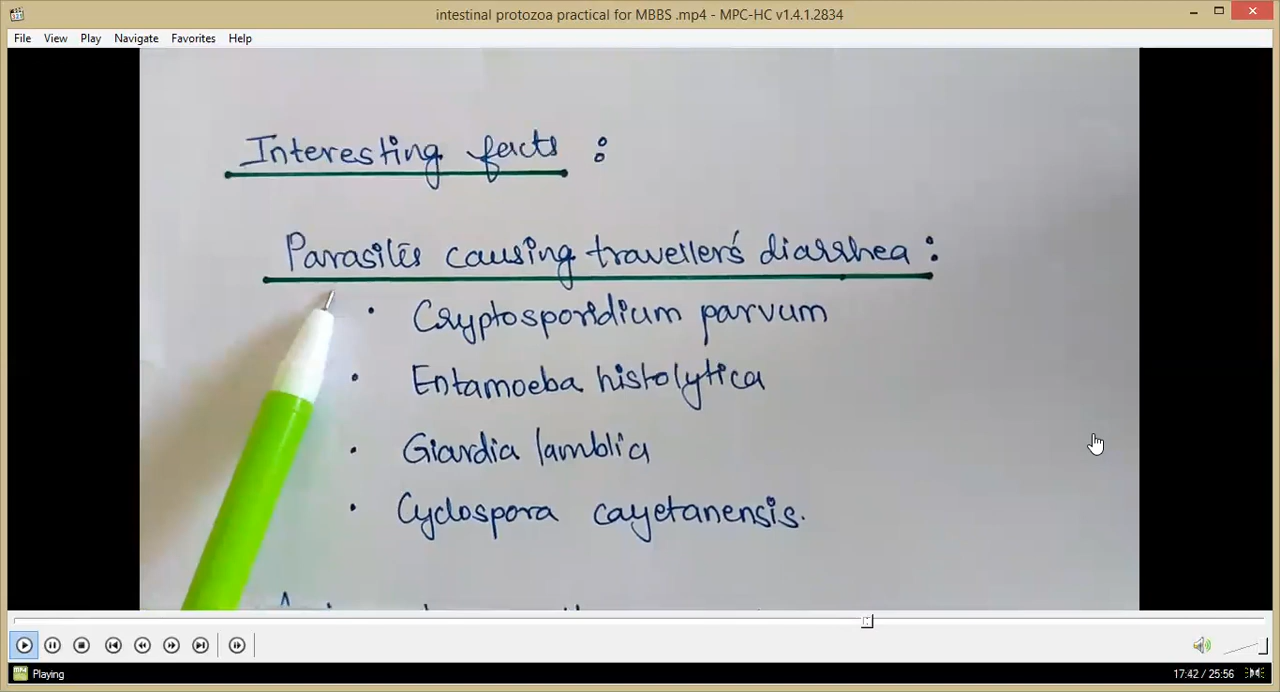 intestinal protozoa practical for MBBS .mp4 - MPC-HC v1.4.1.2834
File View Play Navigate Favorites Help
Interesting facts :
Parasites causing traveller's diarrhea :
• Cryptosporidium parvum
• Entamoeba histolytica
• Giardia lamblia
• Cyclospora cayetanensis.
Playing
17:42 / 25:56